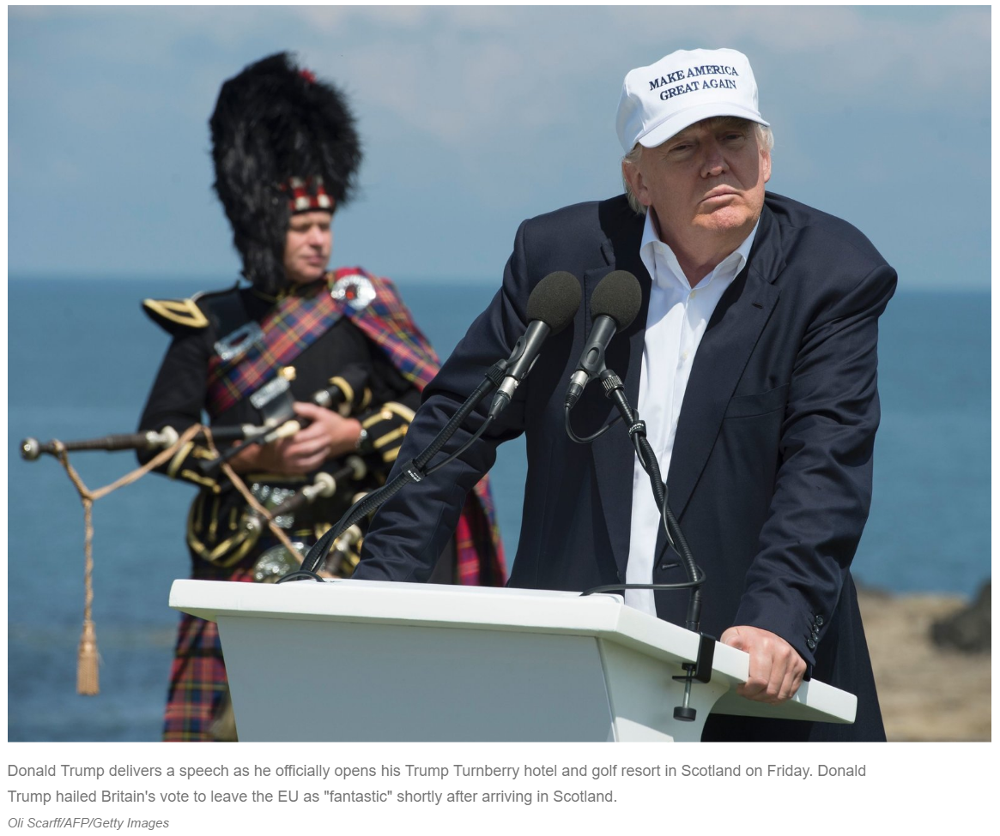 MAKE AMERICA
GREAT AGAIN
Donald Trump delivers a speech as he officially opens his Trump Turnberry hotel and golf resort in Scotland on Friday. Donald
Trump hailed Britain's vote to leave the EU as "fantastic" shortly after arriving in Scotland.
Oli Scarff/AFP/Getty Images